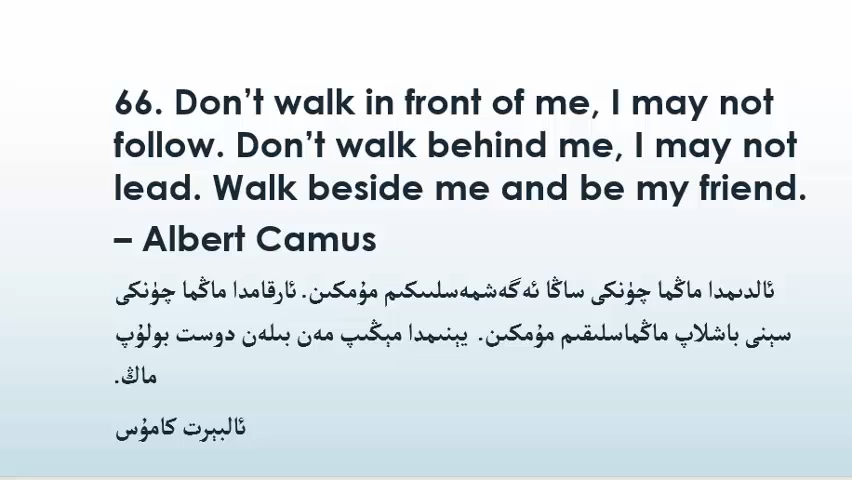 66. Don’t walk in front of me, I may not
follow. Don’t walk behind me, I may not
lead. Walk beside me and be my friend.
– Albert Camus
ئالدىمدا ماڭما چۈنكى ساڭا ئەگەشمەسلىكىم مۇمكىن. ئارقامدا ماڭما چۈنكى
سېنى باشلاپ ماڭماسلىقىم مۇمكىن. يېنىمدا مېڭىپ مەن بىلەن دوست بولۇپ
ماڭ.
ئالبېرت كامۇس